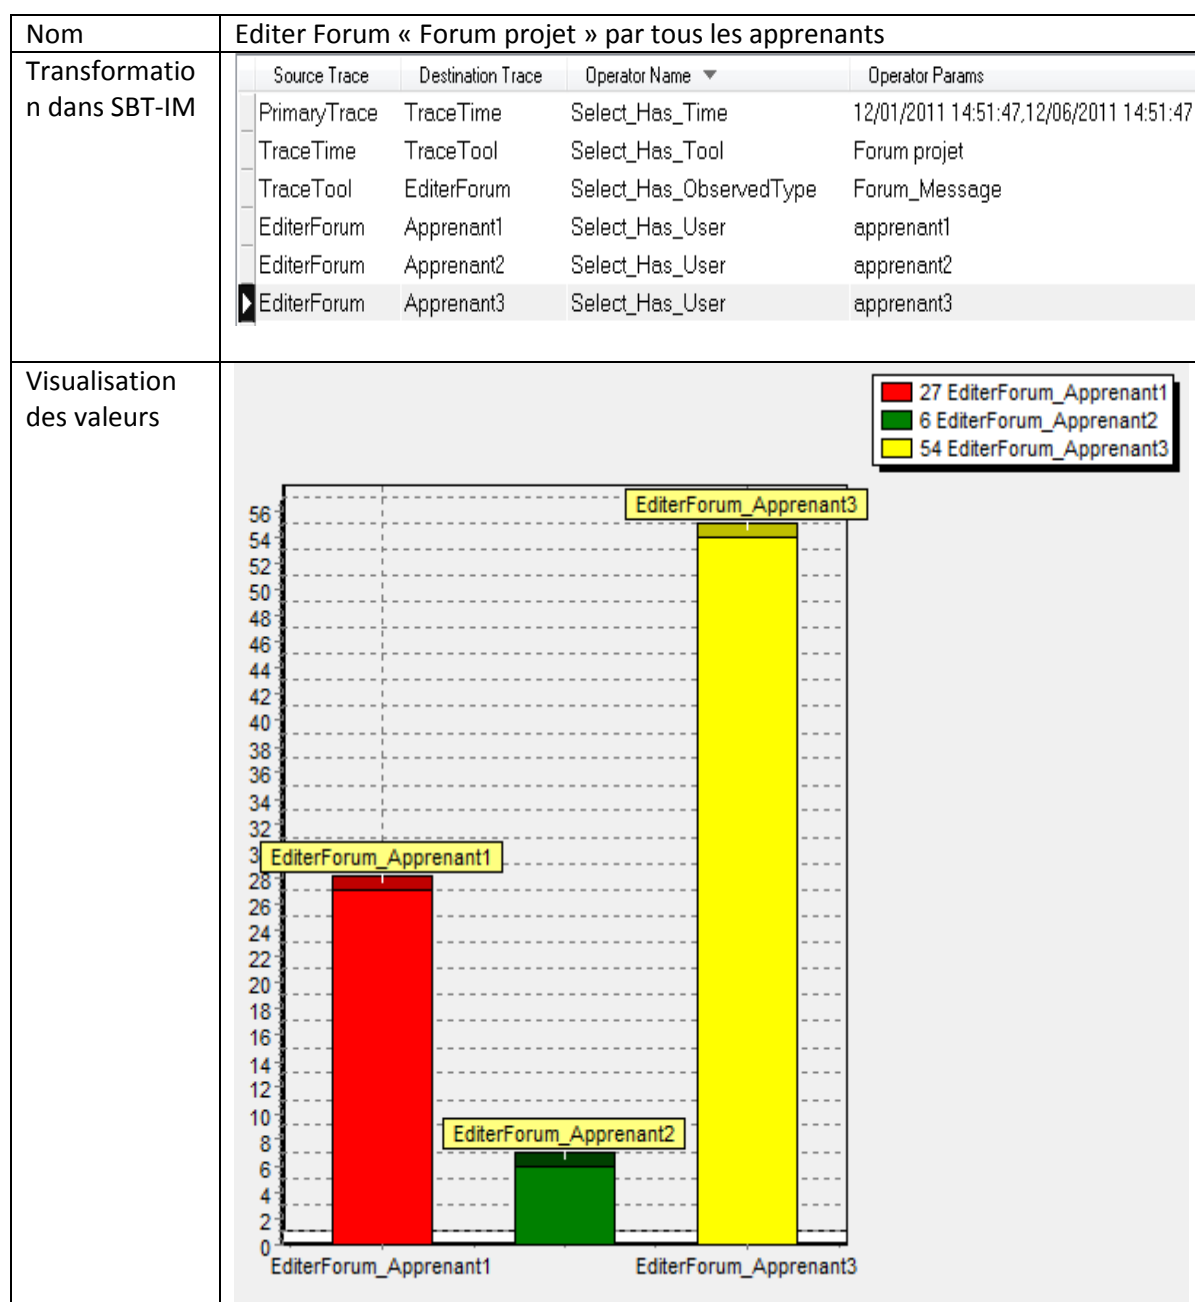 Nom
Editer Forum « Forum projet » par tous les apprenants
Transformatio
n dans SBT-IM
Source Trace Destination Trace Operator Name Operator Params
PrimaryTrace TraceTime Select_Has_Time 12/01/2011 14:51:47,12/06/2011 14:51:47
TraceTime TraceTool Select_Has_Tool Forum projet
TraceTool EditerForum Select_Has_ObservedType Forum_Message
EditerForum Apprenant1 Select_Has_User apprenant1
EditerForum Apprenant2 Select_Has_User apprenant2
EditerForum Apprenant3 Select_Has_User apprenant3
Visualisation
des valeurs
27 EditerForum_Apprenant1
6 EditerForum_Apprenant2
54 EditerForum_Apprenant3
EditerForum_Apprenant3
56
54
52
50
48
46
44
42
40
38
36
34
32
EditerForum_Apprenant1
28
26
24
22
20
18
16
14
12
10
EditerForum_Apprenant2
8
6
4
2
0
EditerForum_Apprenant1 EditerForum_Apprenant3